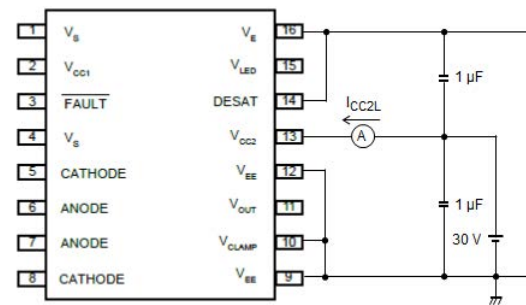 1 V_S V_E 16
2 V_CC1 V_LED 15
3 FAULT DESAT 14
4 V_S V_CC2 13
5 CATHODE V_EE 12
6 ANODE V_OUT 11
7 ANODE V_CLAMP 10
8 CATHODE V_EE 9
I_CC2L
A
1 µF
1 µF
30 V